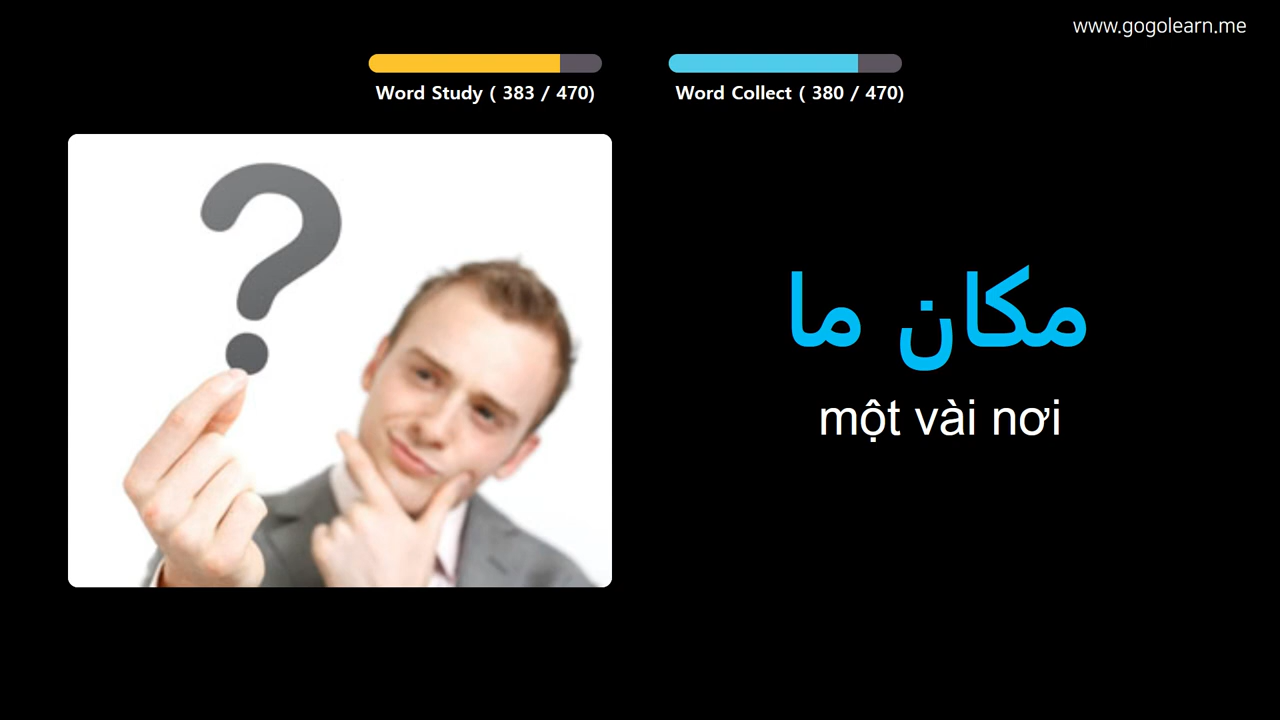 www.gogolearn.me
Word Study ( 383 / 470)
Word Collect ( 380 / 470)
مكان ما
một vài nơi